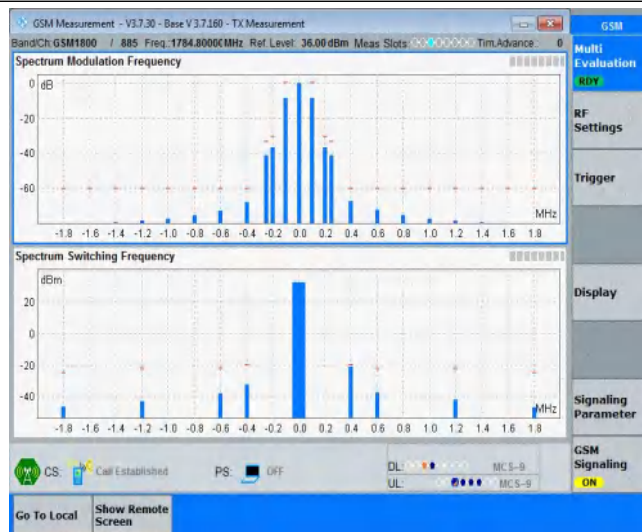 GSM Measurement - V3.7.30 - Base V 3.7.160 - TX Measurement
GSM
Band/Ch: GSM1800 / 885 Freq.: 1784.8000 MHz Ref. Level: 36.00 dBm Meas Slots: Tim.Advance: 0
Multi Evaluation
RDY
Spectrum Modulation Frequency
dB
0
-20
-40
-60
MHz
-1.8 -1.6 -1.4 -1.2 -1.0 -0.8 -0.6 -0.4 -0.2 0.0 0.2 0.4 0.6 0.8 1.0 1.2 1.4 1.6 1.8
RF Settings
Trigger
Spectrum Switching Frequency
dBm
20
0
-20
-40
MHz
-1.8 -1.6 -1.4 -1.2 -1.0 -0.8 -0.6 -0.4 -0.2 0.0 0.2 0.4 0.6 0.8 1.0 1.2 1.4 1.6 1.8
Display
Signaling Parameter
CS: Call Established PS: OFF
DL: MCS-9
UL: MCS-9
GSM Signaling
ON
Go To Local
Show Remote Screen